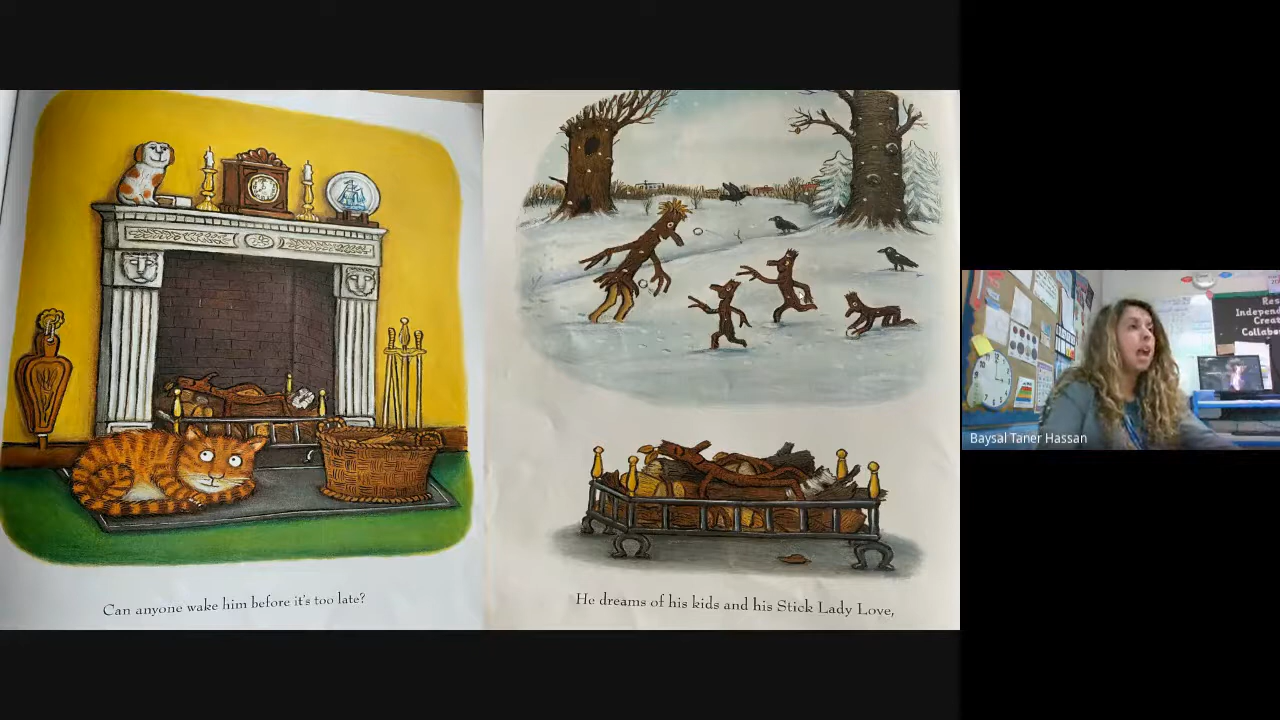 Can anyone wake him before it's too late?
He dreams of his kids and his Stick Lady Love,
Baysal Taner Hassan